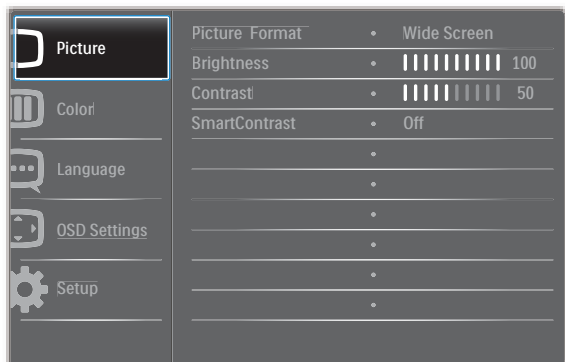 Picture
Color
Language
OSD Settings
Setup
Picture Format • Wide Screen
Brightness • 100
Contrast • 50
SmartContrast • Off